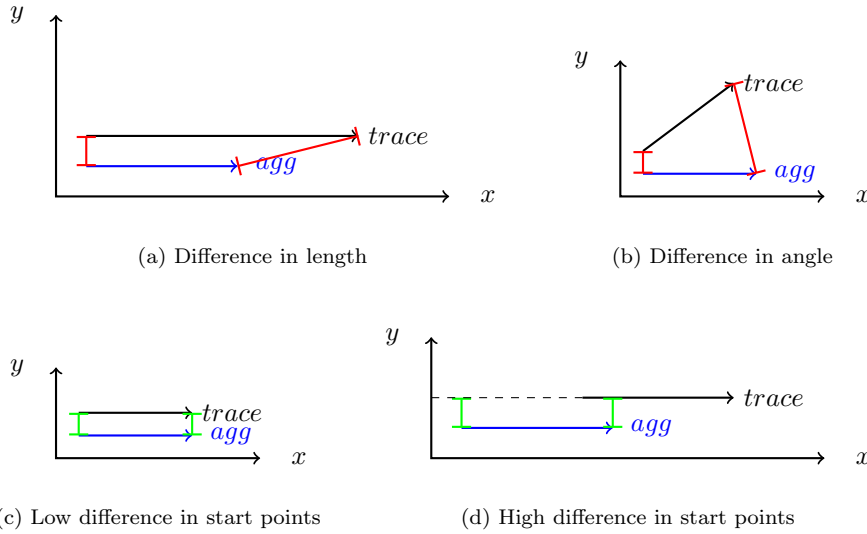 y
trace
agg
x
(a) Difference in length
y
trace
agg
x
(b) Difference in angle
y
trace
agg
x
(c) Low difference in start points
y
trace
agg
x
(d) High difference in start points